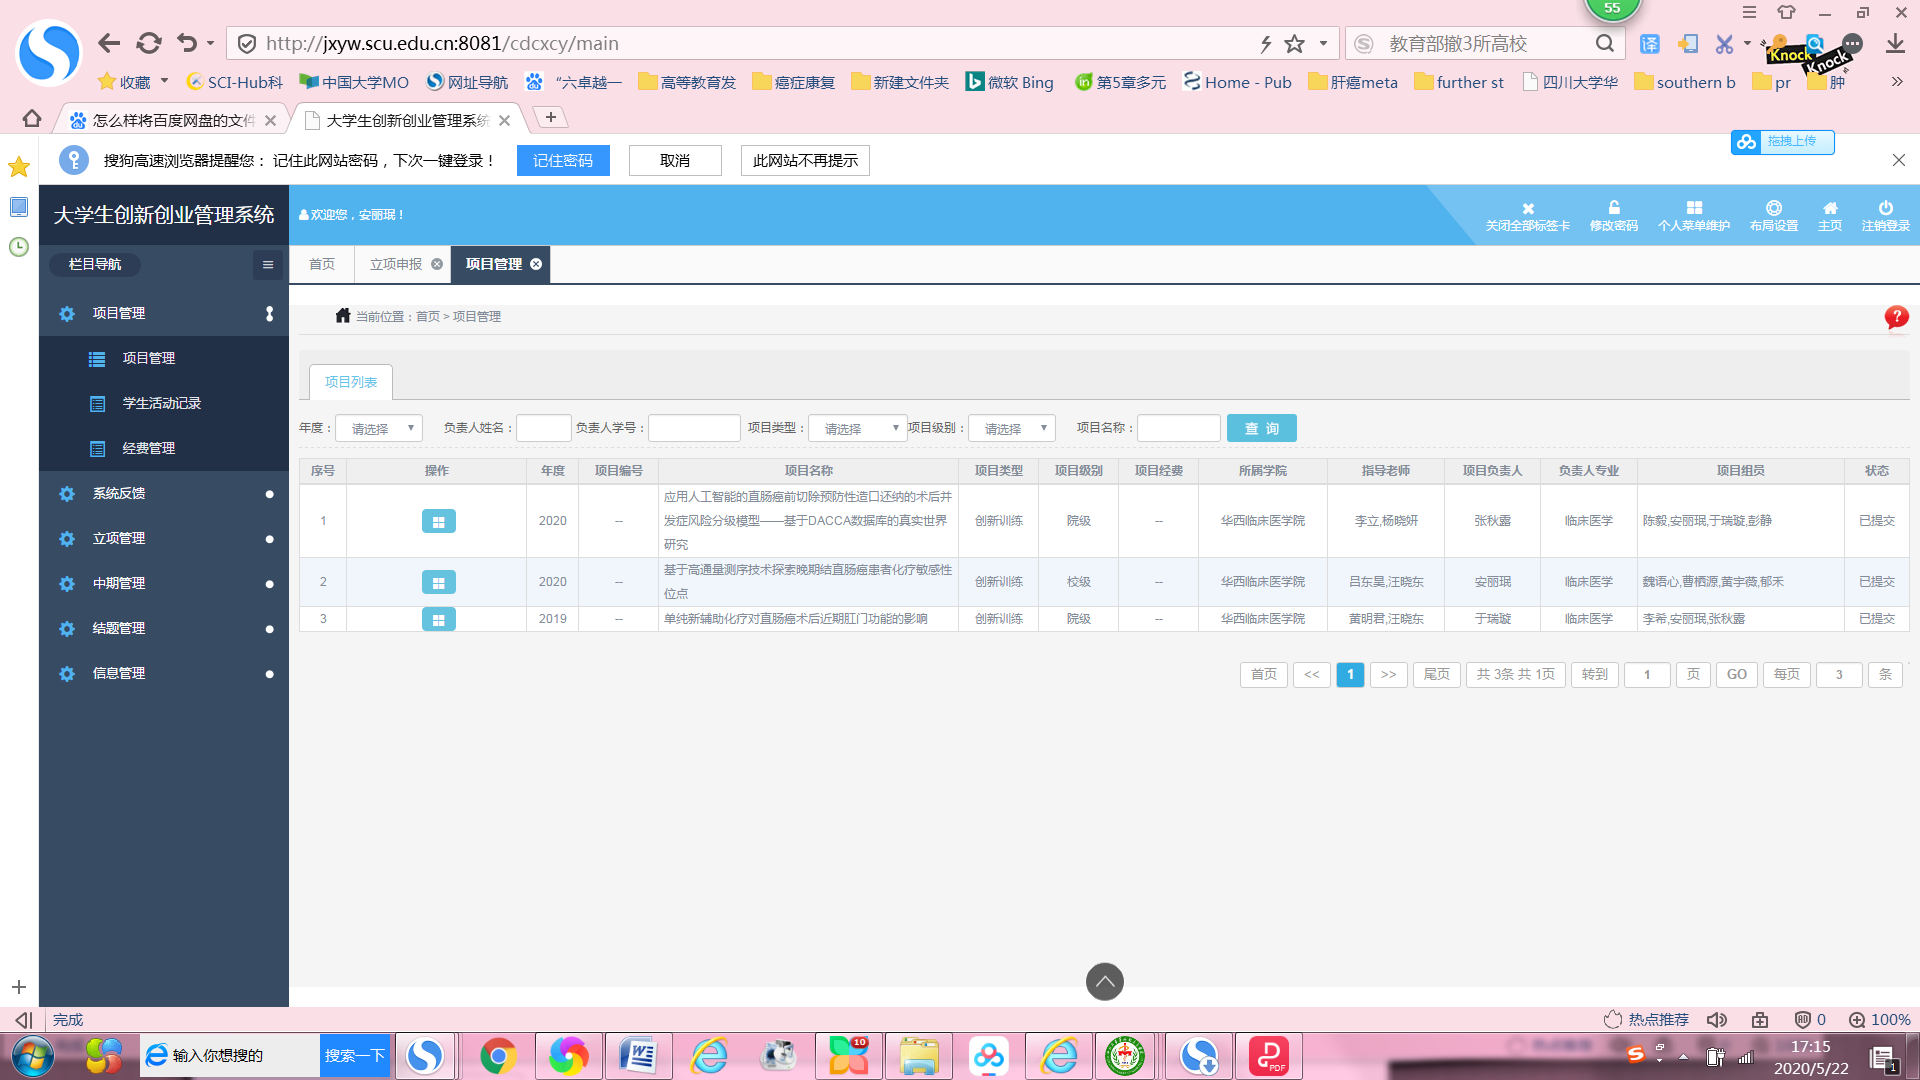 55
http://jxyw.scu.edu.cn:8081/cdcxcy/main
教育部撤3所高校
译
Knock
Knock
收藏
SCI-Hub科
中国大学MO
网址导航
“六卓越一
高等教育发
癌症康复
新建文件夹
微软 Bing
第5章多元
Home - Pub
肝癌meta
further st
四川大学华
southern b
pr
肿
怎么样将百度网盘的文件
大学生创新创业管理系统
拖拽上传
搜狗高速浏览器提醒您： 记住此网站密码，下次一键登录！
记住密码
取消
此网站不再提示
大学生创新创业管理系统
欢迎您，安丽珉！
关闭全部标签卡
修改密码
个人菜单维护
布局设置
主页
注销登录
栏目导航
首页
立项申报
项目管理
项目管理
项目管理
学生活动记录
经费管理
系统反馈
立项管理
中期管理
结题管理
信息管理
当前位置：首页 > 项目管理
?
项目列表
年度： 请选择 负责人姓名： 负责人学号： 项目类型： 请选择 项目级别： 请选择 项目名称： 查 询
序号 操作 年度 项目编号 项目名称 项目类型 项目级别 项目经费 所属学院 指导老师 项目负责人 负责人专业 项目组员 状态
应用人工智能的直肠癌前切除预防性造口还纳的术后并
1 2020 -- 发症风险分级模型——基于DACCA数据库的真实世界 创新训练 院级 -- 华西临床医学院 李立,杨晓妍 张秋露 临床医学 陈毅,安丽珉,于瑞璇,彭静 已提交
研究
基于高通量测序技术探索晚期结直肠癌患者化疗敏感性
2 2020 -- 创新训练 校级 -- 华西临床医学院 吕东昊,汪晓东 安丽珉 临床医学 魏语心,曹栖源,黄宇薇,郁禾 已提交
位点
3 2019 -- 单纯新辅助化疗对直肠癌术后近期肛门功能的影响 创新训练 院级 -- 华西临床医学院 黄明君,汪晓东 于瑞璇 临床医学 李希,安丽珉,张秋露 已提交
首页 << 1 >> 尾页 共 3条 共 1页 转到 1 页 GO 每页 3 条
完成
热点推荐
0
100%
输入你想搜的
搜索一下
10
PDF
17:15
2020/5/22
1